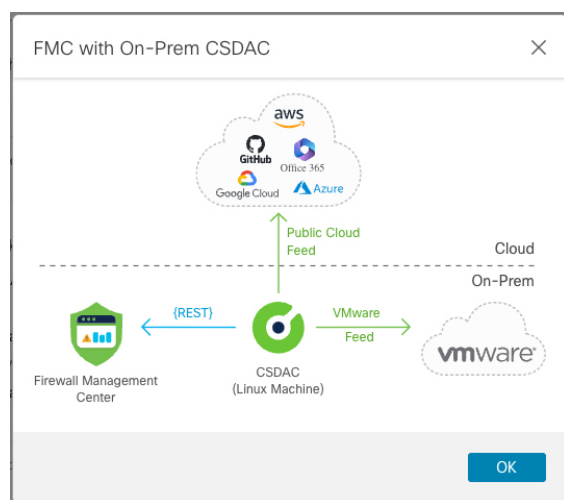 FMC with On-Prem CSDAC
aws
GitHub
Office 365
Google Cloud
Azure
Public Cloud
Feed
Cloud
On-Prem
{REST}
VMware
Feed
vmware®
Firewall Management
Center
CSDAC
(Linux Machine)
OK